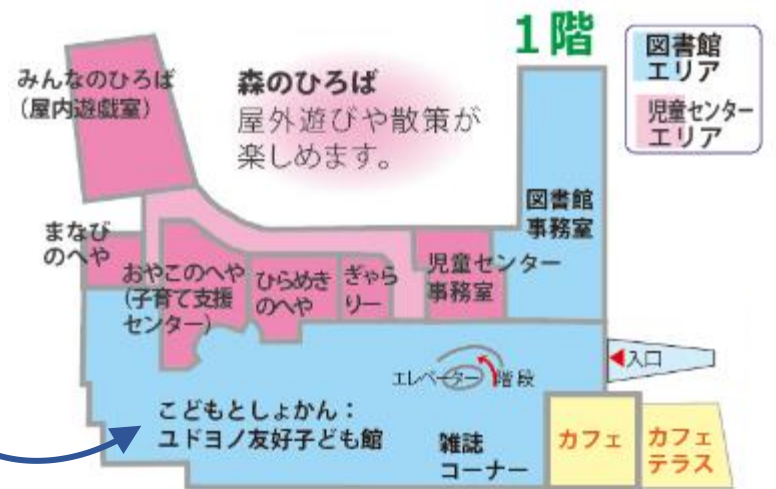 1階
図書館
エリア
児童センター
エリア
みんなのひろば
(屋内遊戯室)
森のひろば
屋外遊びや散策が
楽しめます。
図書館
事務室
まなび
のへや
おやこのへや
(子育て支援
センター)
ひらめき
のへや
ぎゃら
りー
児童センター
事務室
エレベーター
階段
入口
こどもとしょかん：
ユドヨノ友好子ども館
雑誌
コーナー
カフェ
カフェ
テラス